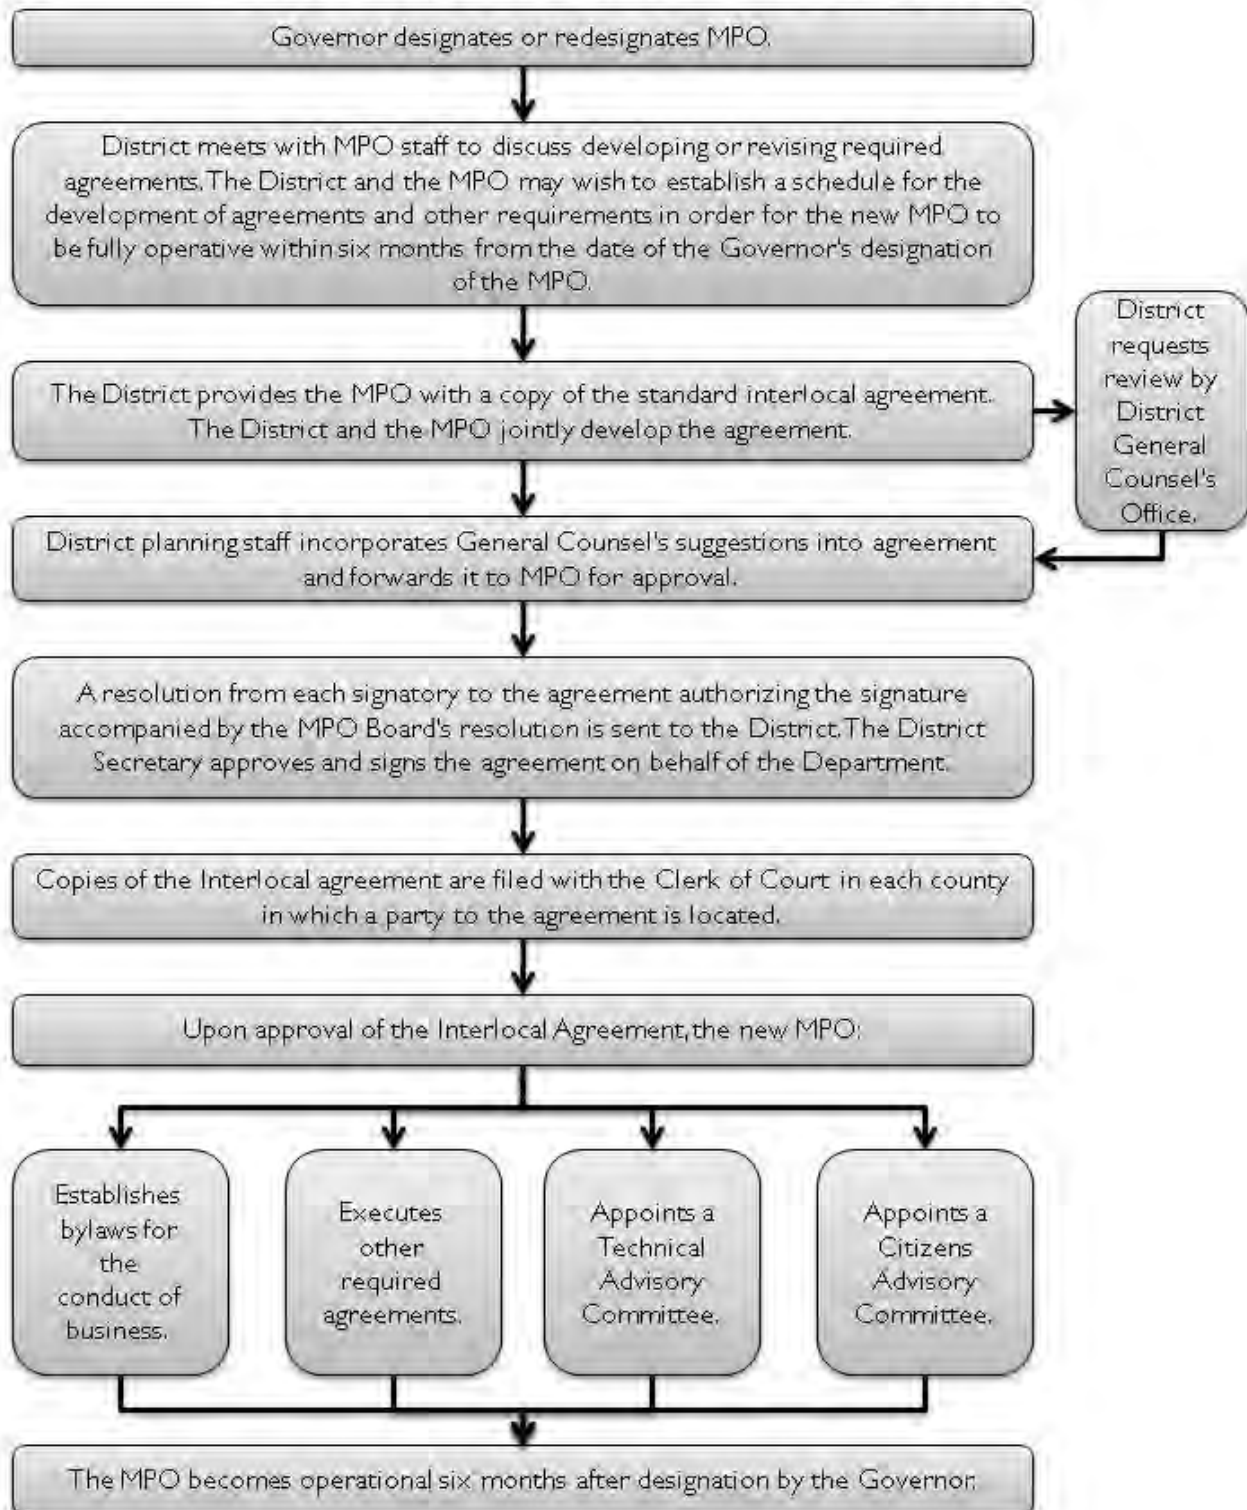 Governor designates or redesignates MPO.
District meets with MPO staff to discuss developing or revising required
agreements. The District and the MPO may wish to establish a schedule for the
development of agreements and other requirements in order for the new MPO to
be fully operative within six months from the date of the Governor's designation
of the MPO.
The District provides the MPO with a copy of the standard interlocal agreement.
The District and the MPO jointly develop the agreement.
District
requests
review by
District
General
Counsel's
Office.
District planning staff incorporates General Counsel's suggestions into agreement
and forwards it to MPO for approval.
A resolution from each signatory to the agreement authorizing the signature
accompanied by the MPO Board's resolution is sent to the District. The District
Secretary approves and signs the agreement on behalf of the Department.
Copies of the Interlocal agreement are filed with the Clerk of Court in each county
in which a party to the agreement is located.
Upon approval of the Interlocal Agreement, the new MPO:
Establishes
bylaws for
the
conduct of
business.
Executes
other
required
agreements.
Appoints a
Technical
Advisory
Committee.
Appoints a
Citizens
Advisory
Committee.
The MPO becomes operational six months after designation by the Governor.